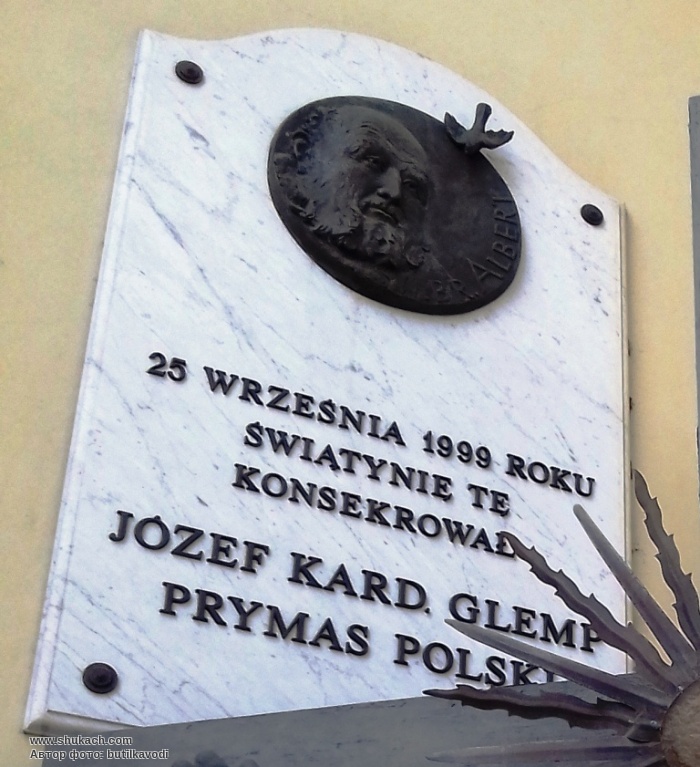 BR. ALBERT
25 WRZEŚNIA 1999 ROKU
ŚWIĄTYNIĘ TĘ
KONSEKROWAŁ
JÓZEF KARD. GLEMP
PRYMAS POLSKI
www.shukach.com
Автор фото: butilkavodi